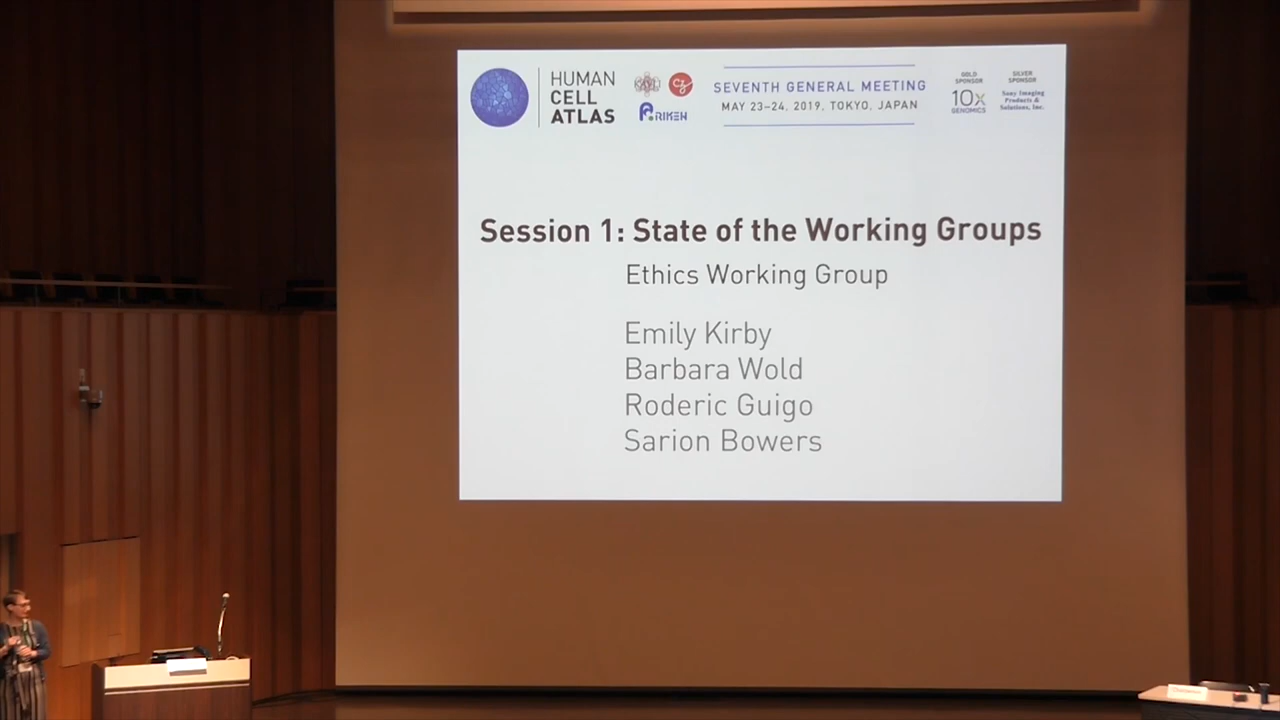 HUMAN
CELL
ATLAS
cz
RIKEN
SEVENTH GENERAL MEETING
MAY 23–24, 2019, TOKYO, JAPAN
GOLD
SPONSOR
10x
GENOMICS
SILVER
SPONSOR
Sony Imaging
Products &
Solutions, Inc.
Session 1: State of the Working Groups
Ethics Working Group
Emily Kirby
Barbara Wold
Roderic Guigo
Sarion Bowers